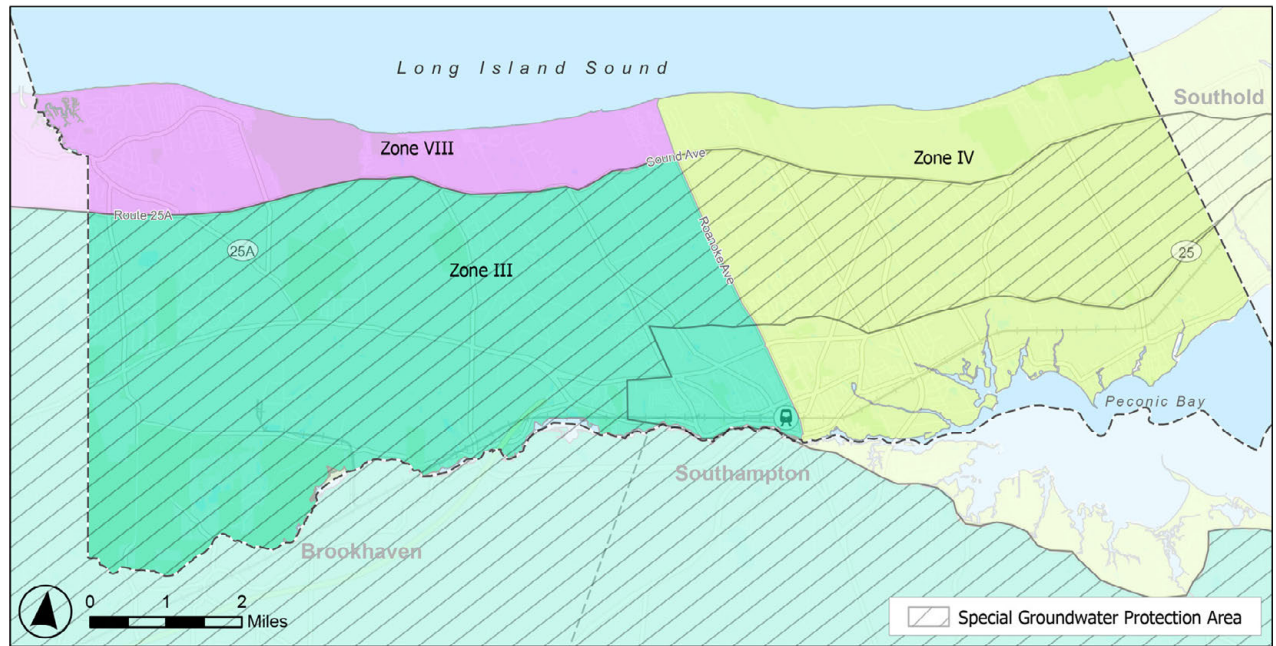 Long Island Sound
Southold
Zone VIII
Sound Ave
Zone IV
Route 25A
25A
Zone III
Roanoke Ave
25
Peconic Bay
Southampton
Brookhaven
0 1 2
Miles
Special Groundwater Protection Area